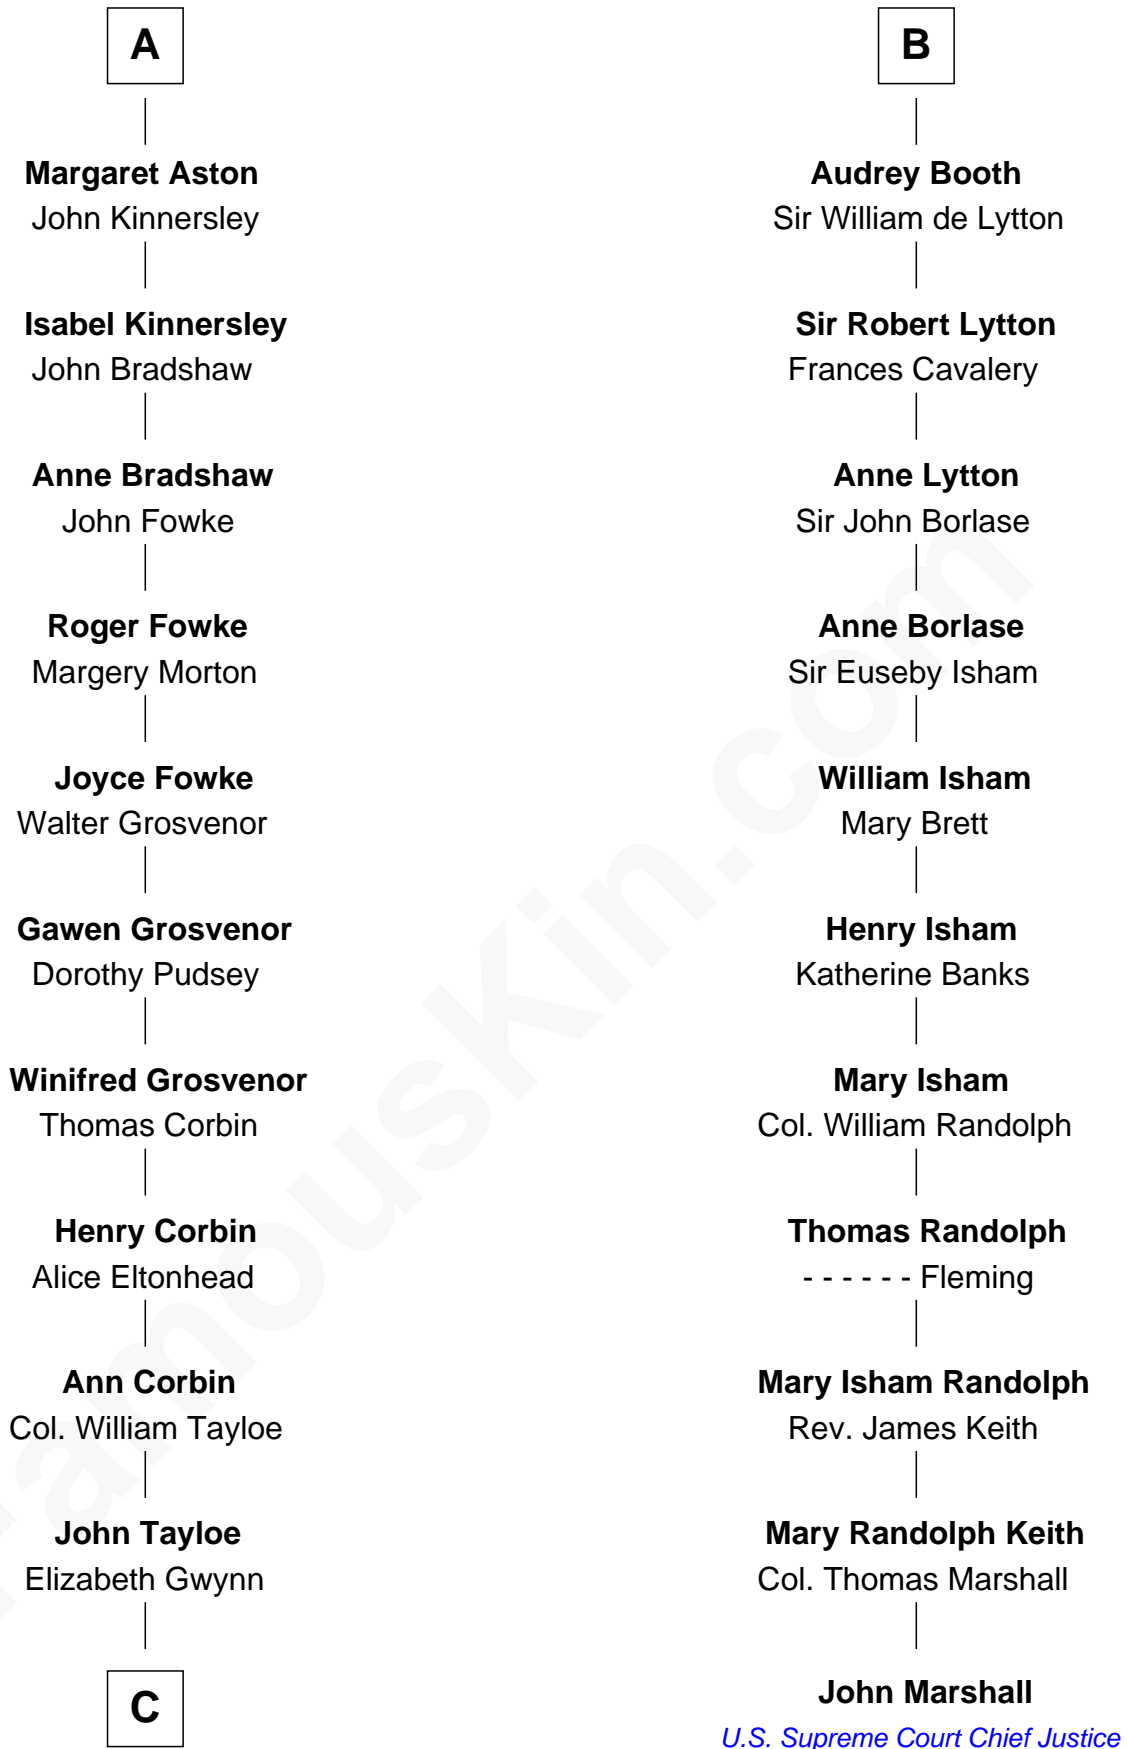 A
Margaret Aston
John Kinnersley
Isabel Kinnersley
John Bradshaw
Anne Bradshaw
John Fowke
Roger Fowke
Margery Morton
Joyce Fowke
Walter Grosvenor
Gawen Grosvenor
Dorothy Pudsey
Winifred Grosvenor
Thomas Corbin
Henry Corbin
Alice Eltonhead
Ann Corbin
Col. William Tayloe
John Tayloe
Elizabeth Gwynn
C
B
Audrey Booth
Sir William de Lytton
Sir Robert Lytton
Frances Cavalery
Anne Lytton
Sir John Borlase
Anne Borlase
Sir Euseby Isham
William Isham
Mary Brett
Henry Isham
Katherine Banks
Mary Isham
Col. William Randolph
Thomas Randolph
- - - - - - Fleming
Mary Isham Randolph
Rev. James Keith
Mary Randolph Keith
Col. Thomas Marshall
John Marshall
U.S. Supreme Court Chief Justice
FamousKin.com